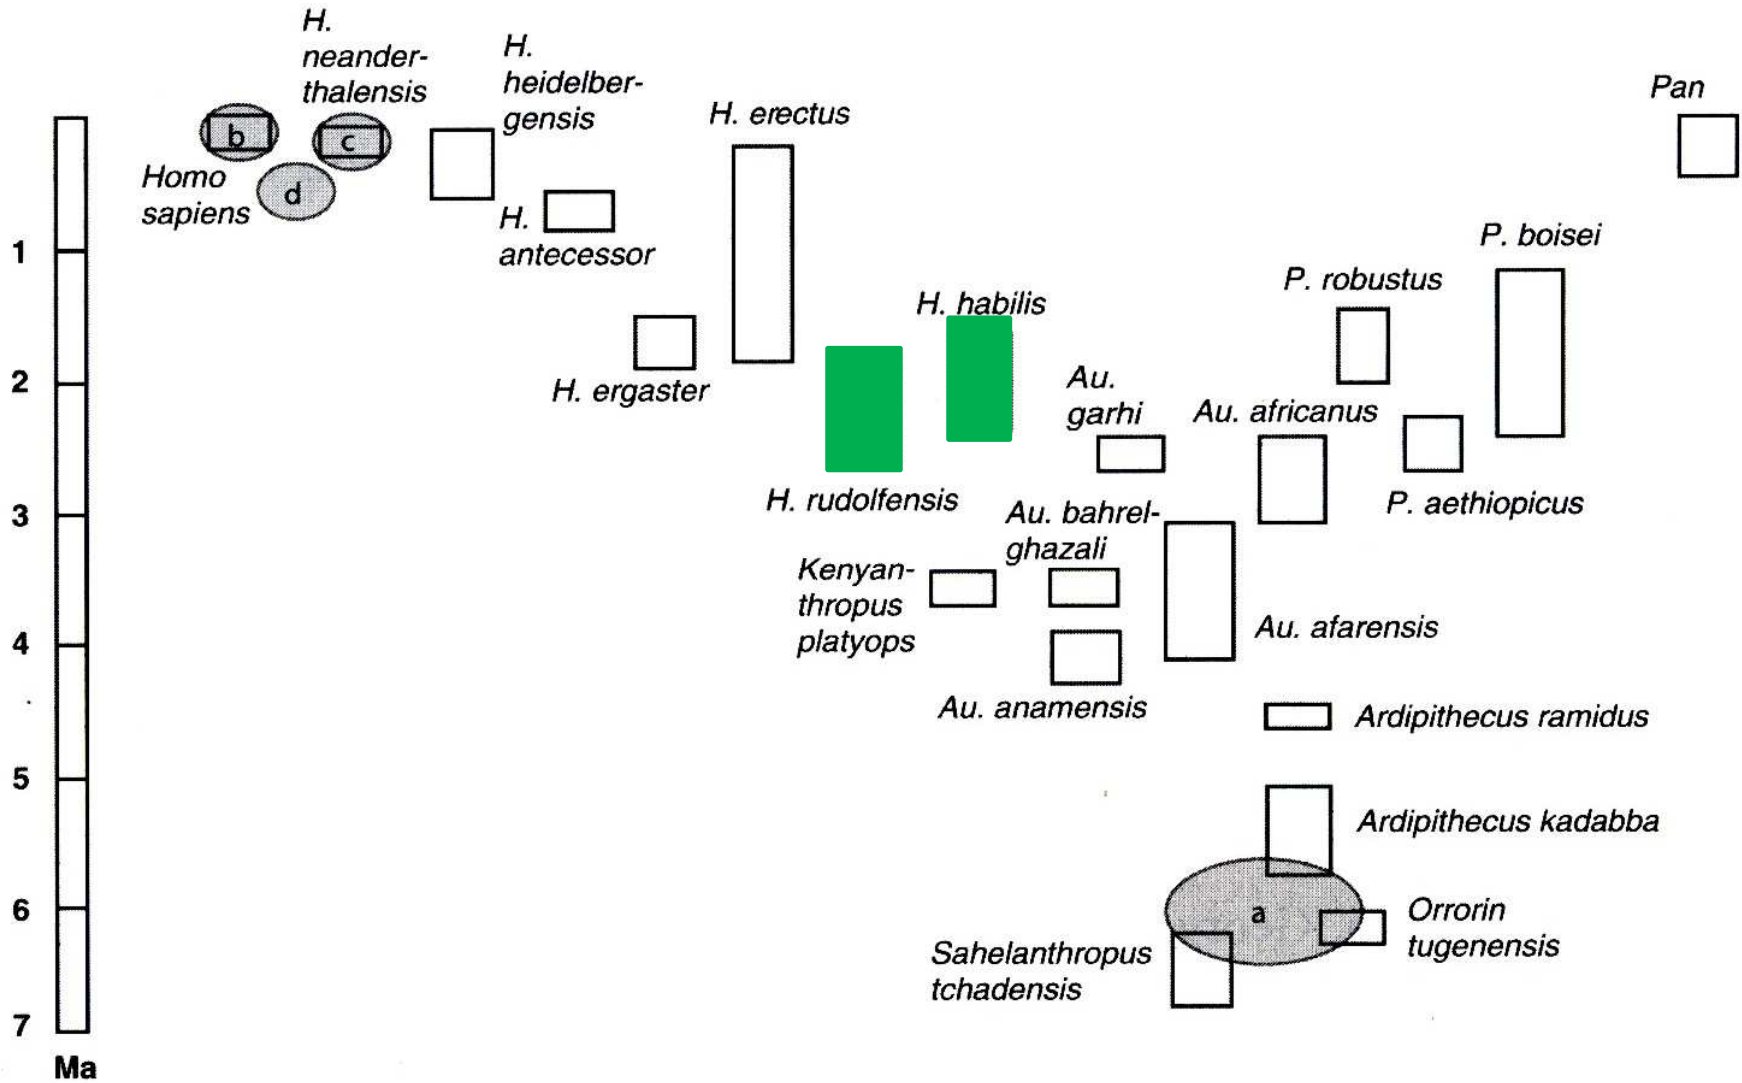 H.
neander-
thalensis
H.
heidelber-
gensis
H. erectus
Pan
b
c
d
Homo
sapiens
H.
antecessor
P. boisei
P. robustus
H. habilis
H. ergaster
Au.
garhi
Au. africanus
H. rudolfensis
P. aethiopicus
Au. bahrel-
ghazali
Kenyan-
thropus
platyops
Au. afarensis
Au. anamensis
Ardipithecus ramidus
Ardipithecus kadabba
a
Orrorin
tugenensis
Sahelanthropus
tchadensis
1
2
3
4
5
6
7
Ma